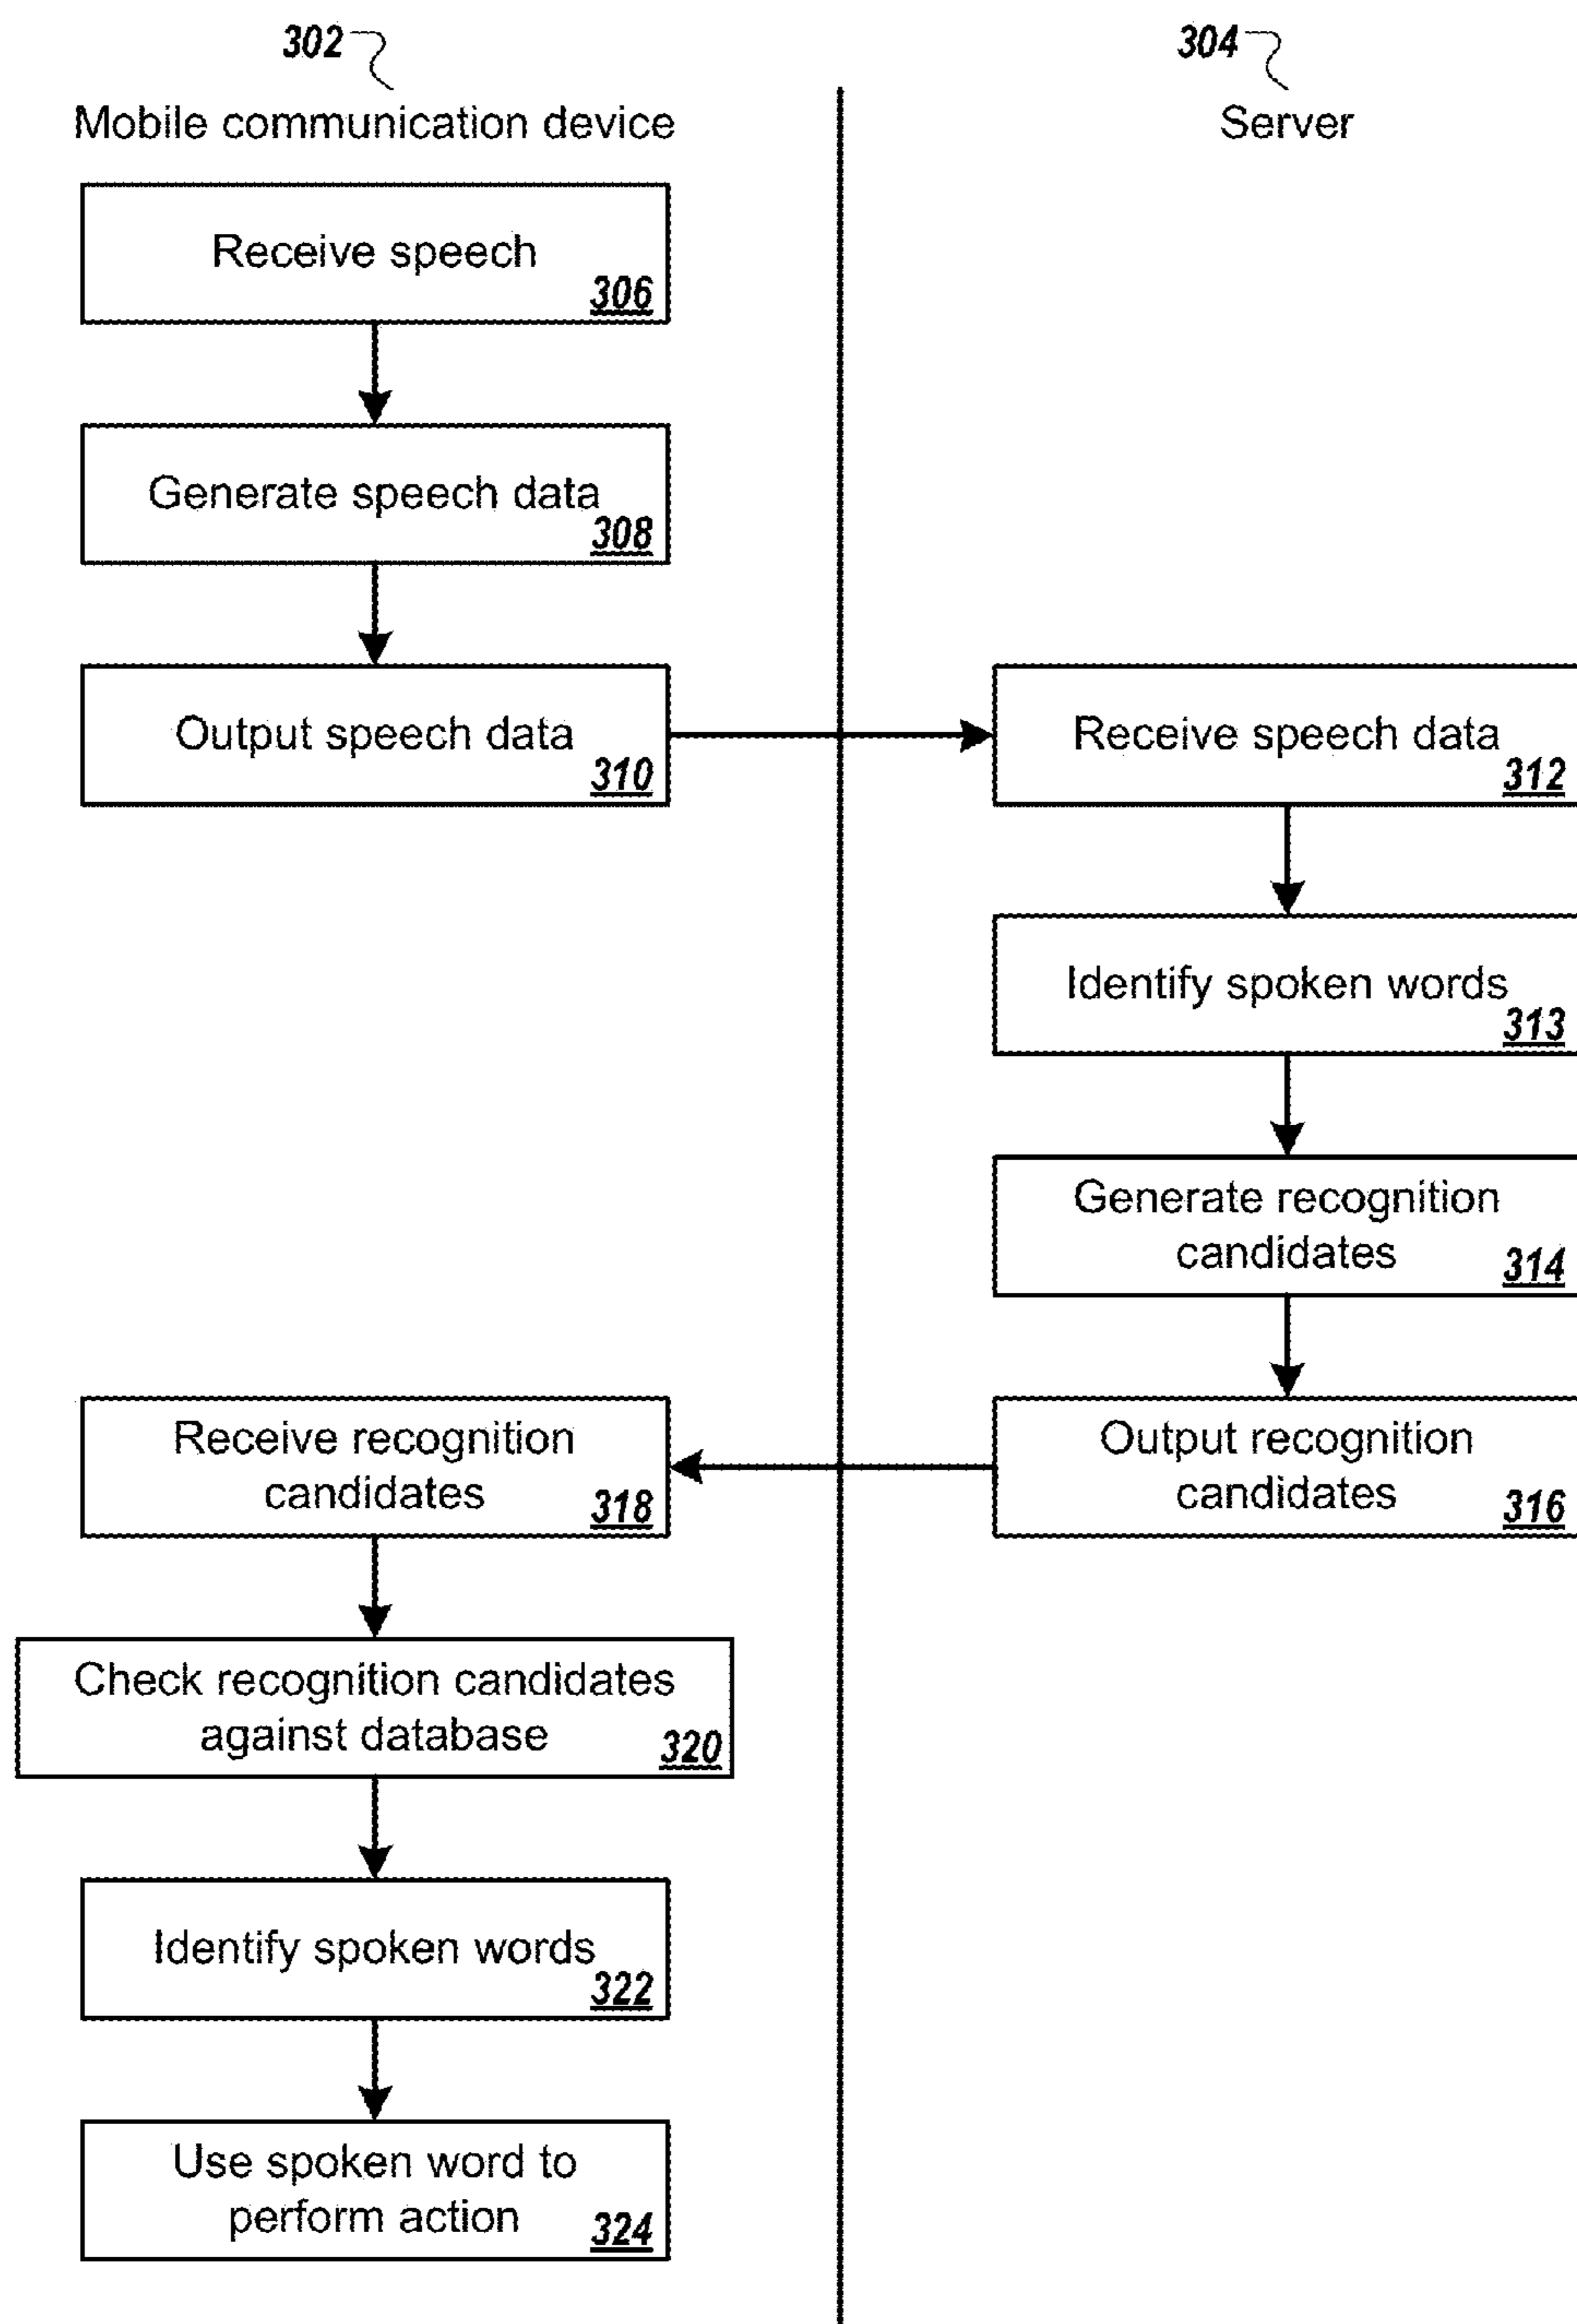 302
304
Mobile communication device
Server
Receive speech
306
Generate speech data
308
Output speech data
310
Receive speech data
312
Identify spoken words
313
Generate recognition
candidates
314
Output recognition
candidates
316
Receive recognition
candidates
318
Check recognition candidates
against database
320
Identify spoken words
322
Use spoken word to
perform action
324